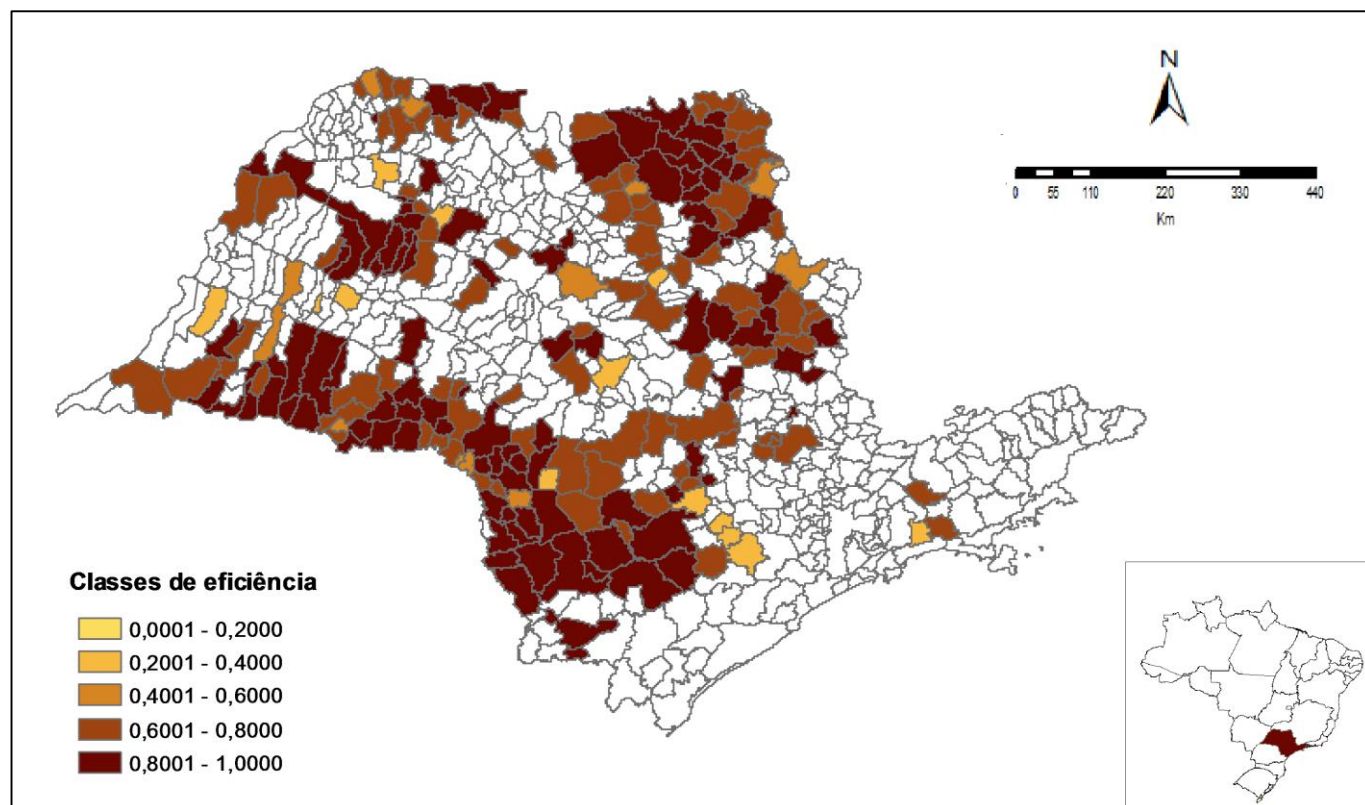 N
0 55 110 220 330 440
Km
Classes de eficiência
0,0001 - 0,2000
0,2001 - 0,4000
0,4001 - 0,6000
0,6001 - 0,8000
0,8001 - 1,0000